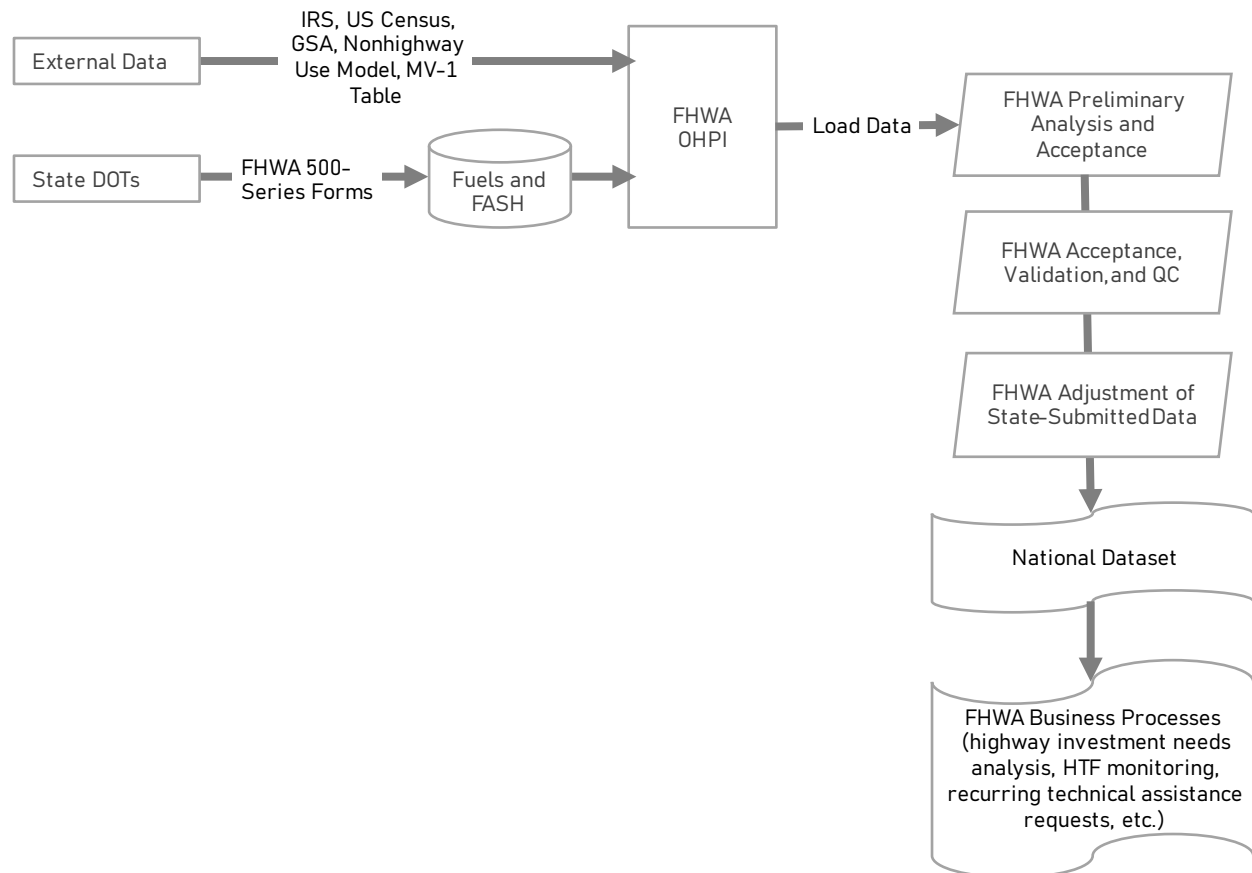 External Data
IRS, US Census,
GSA, Nonhighway
Use Model, MV-1
Table
State DOTs
FHWA 500-
Series Forms
Fuels and
FASH
FHWA
OHPI
Load Data
FHWA Preliminary
Analysis and
Acceptance
FHWA Acceptance,
Validation, and QC
FHWA Adjustment of
State-Submitted Data
National Dataset
FHWA Business Processes
(highway investment needs
analysis, HTF monitoring,
recurring technical assistance
requests, etc.)